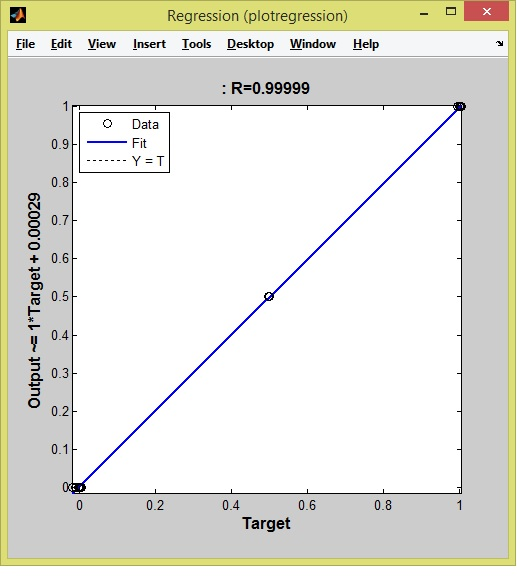 Regression (plotregression)
File Edit View Insert Tools Desktop Window Help
: R=0.99999
Data
Fit
Y = T
Output ~= 1*Target + 0.00029
1
0.9
0.8
0.7
0.6
0.5
0.4
0.3
0.2
0.1
0
0 0.2 0.4 0.6 0.8 1
Target